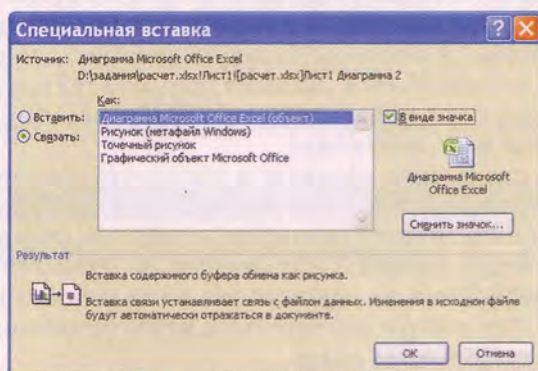 Специальная вставка
Источник: Диаграмма Microsoft Office Excel
D:\задания\расчет.xlsx!Лист1![расчет.xlsx]Лист1 Диаграмма 2
Как:
Вставить:
Связать:
Диаграмма Microsoft Office Excel (объект)
Рисунок (метафайл Windows)
Точечный рисунок
Графический объект Microsoft Office
В виде значка
Диаграмма Microsoft
Office Excel
Сменить значок...
Результат
Вставка содержимого буфера обмена как рисунка.
Вставка связи устанавливает связь с файлом данных. Изменения в исходном файле
будут автоматически отражаться в документе.
ОК
Отмена